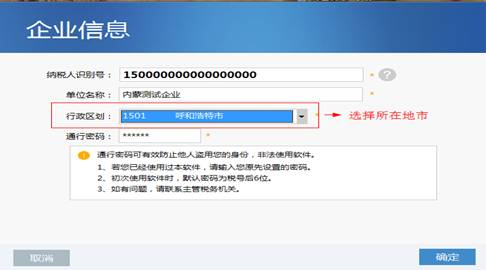 企业信息
纳税人识别号： 150000000000000000 * ?
单位名称： 内蒙测试企业 *
行政区划： 1501 呼和浩特市 * 选择所在地市
通行密码： ****** *
通行密码可有效防止他人盗用您的身份，非法使用软件。
1、若您已经使用过本软件，请输入您原先设置的密码。
2、初次使用软件时，默认密码为税号后6位。
3、如有问题，请联系主管税务机关。
取消 确定